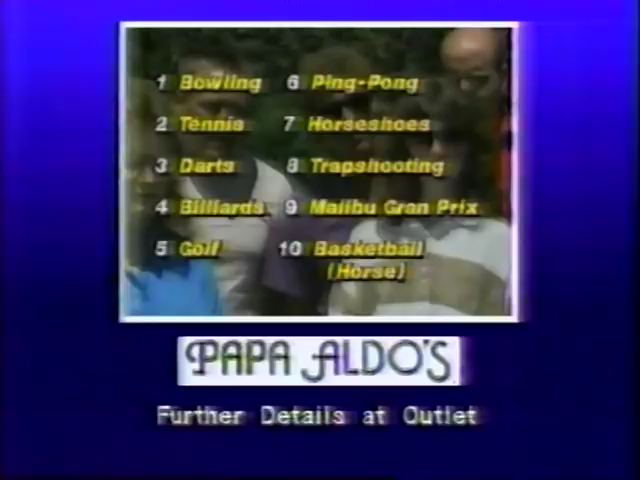 1 Bowling 6 Ping-Pong
2 Tennis 7 Horseshoes
3 Darts 8 Trapshooting
4 Billiards 9 Malibu Gran Prix
5 Golf 10 Basketball
(Horse)
PAPA ALDO'S
Further Details at Outlet